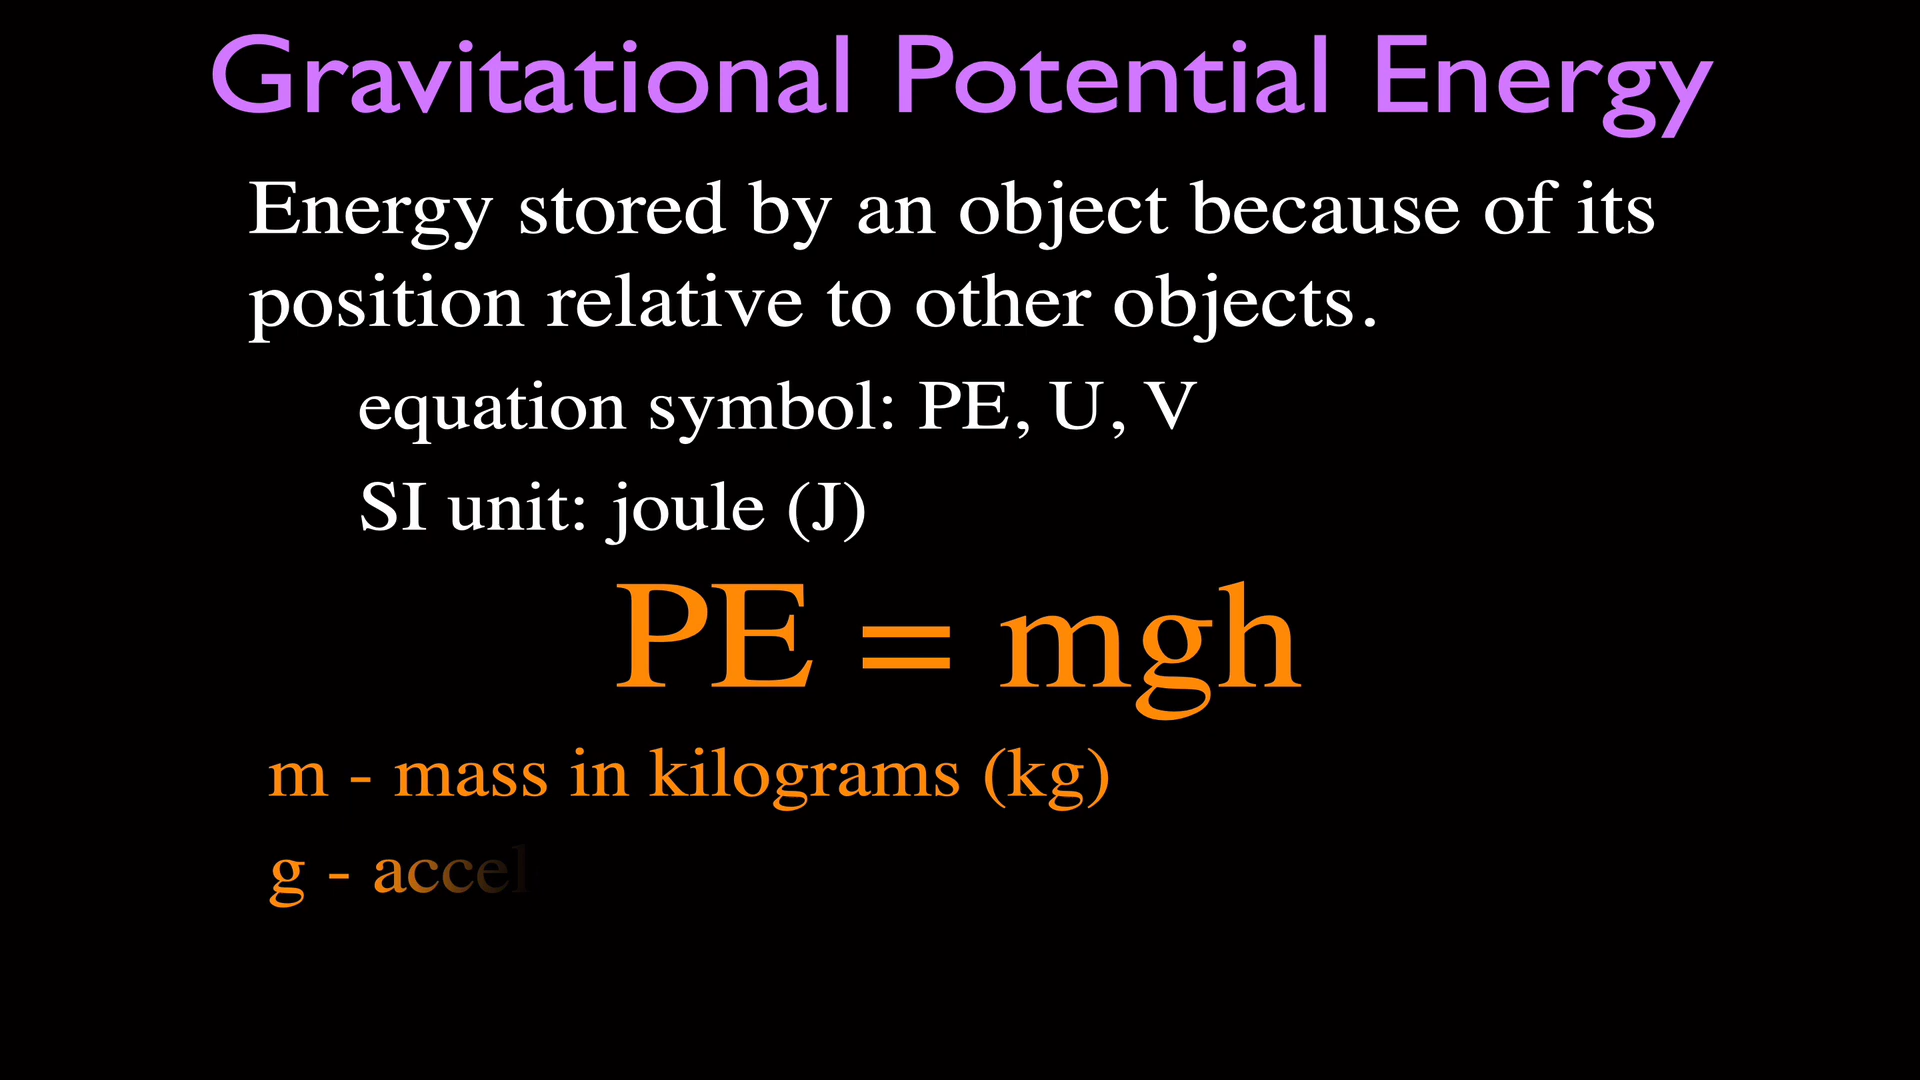 Gravitational Potential Energy
Energy stored by an object because of its
position relative to other objects.
equation symbol: PE, U, V
SI unit: joule (J)
PE = mgh
m - mass in kilograms (kg)
g - accel